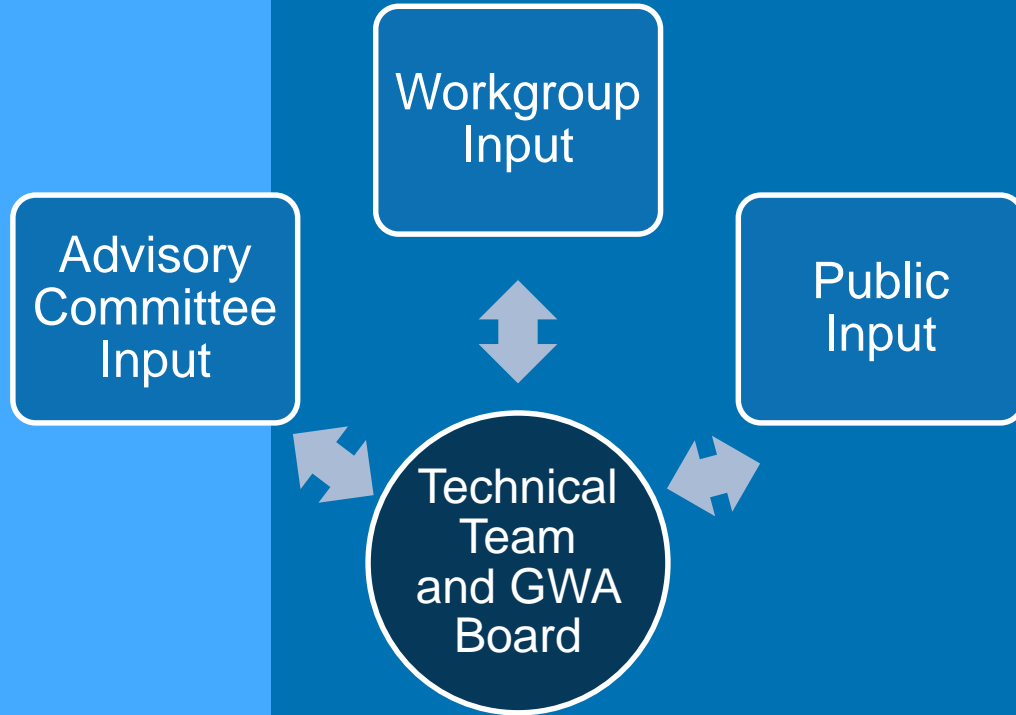 Workgroup
Input
Advisory
Committee
Input
Public
Input
Technical
Team
and GWA
Board